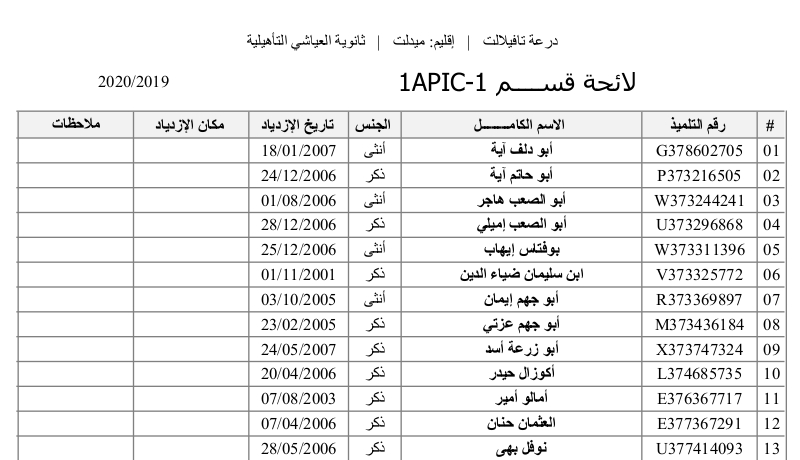 درعة تافيلالت | إقليم: ميدلت | ثانوية العياشي التأهيلية
لائحة قســـم 1APIC-1 2020/2019
# رقم التلميذ الاسم الكامـــــل الجنس تاريخ الإزدياد مكان الإزدياد ملاحظات
01 G378602705 أبو دلف آية أنثى 18/01/2007
02 P373216505 أبو حاتم آية ذكر 24/12/2006
03 W373244241 أبو الصعب هاجر أنثى 01/08/2006
04 U373296868 أبو الصعب إميلي ذكر 28/12/2006
05 W373311396 بوفتاس إيهاب أنثى 25/12/2006
06 V373325772 ابن سليمان ضياء الدين ذكر 01/11/2001
07 R373369897 أبو جهم إيمان أنثى 03/10/2005
08 M373436184 أبو جهم عزتي ذكر 23/02/2005
09 X373747324 أبو زرعة أسد ذكر 24/05/2007
10 L374685735 أكوزال حيدر ذكر 20/04/2006
11 E376367717 أمالو أمير ذكر 07/08/2003
12 E377367291 العثمان حنان ذكر 07/04/2006
13 U377414093 نوفل بهى ذكر 28/05/2006